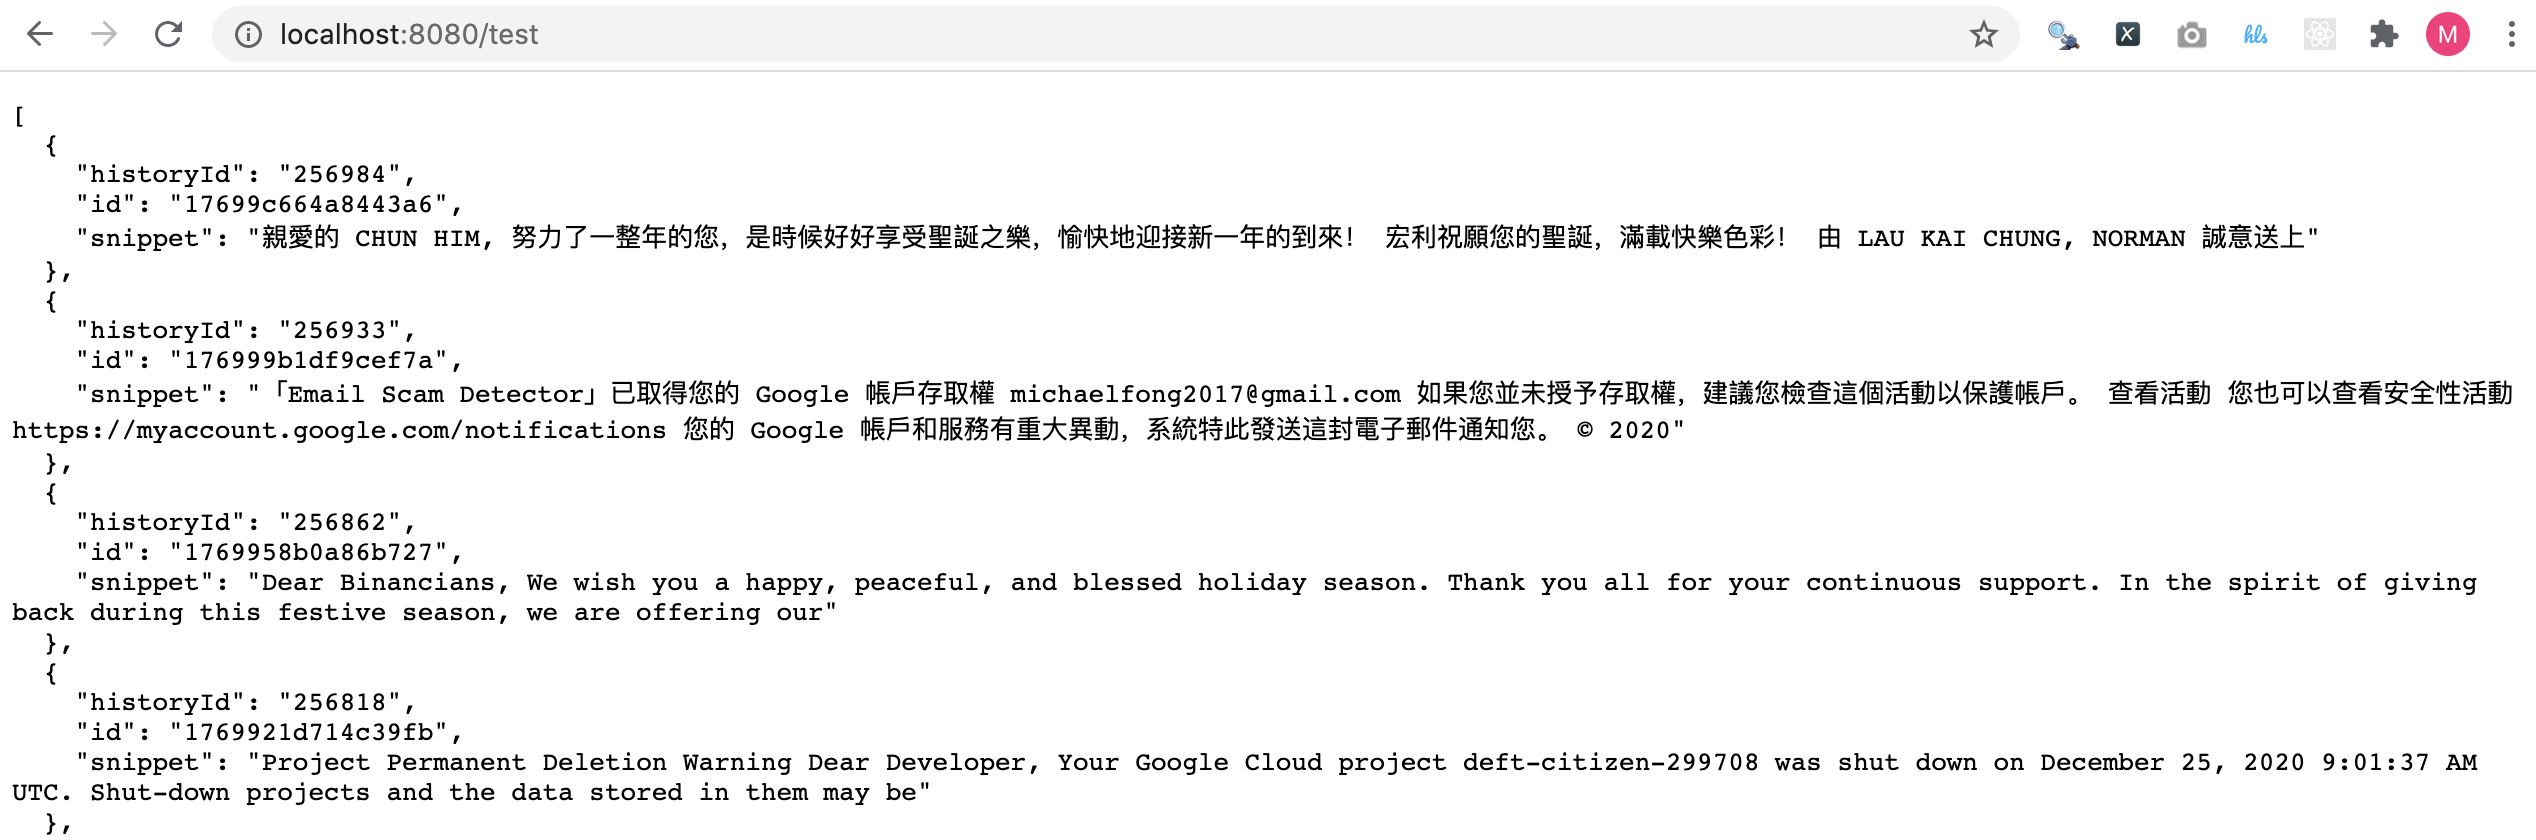 localhost:8080/test
hls
M
[
  {
    "historyId": "256984",
    "id": "17699c664a8443a6",
    "snippet": "親愛的 CHUN HIM, 努力了一整年的您，是時候好好享受聖誕之樂，愉快地迎接新一年的到來！ 宏利祝願您的聖誕，滿載快樂色彩！ 由 LAU KAI CHUNG, NORMAN 誠意送上"
  },
  {
    "historyId": "256933",
    "id": "176999b1df9cef7a",
    "snippet": "「Email Scam Detector」已取得您的 Google 帳戶存取權 michaelfong2017@gmail.com 如果您並未授予存取權，建議您檢查這個活動以保護帳戶。 查看活動 您也可以查看安全性活動
https://myaccount.google.com/notifications 您的 Google 帳戶和服務有重大異動，系統特此發送這封電子郵件通知您。 © 2020"
  },
  {
    "historyId": "256862",
    "id": "1769958b0a86b727",
    "snippet": "Dear Binancians, We wish you a happy, peaceful, and blessed holiday season. Thank you all for your continuous support. In the spirit of giving
back during this festive season, we are offering our"
  },
  {
    "historyId": "256818",
    "id": "1769921d714c39fb",
    "snippet": "Project Permanent Deletion Warning Dear Developer, Your Google Cloud project deft-citizen-299708 was shut down on December 25, 2020 9:01:37 AM
UTC. Shut-down projects and the data stored in them may be"
  },